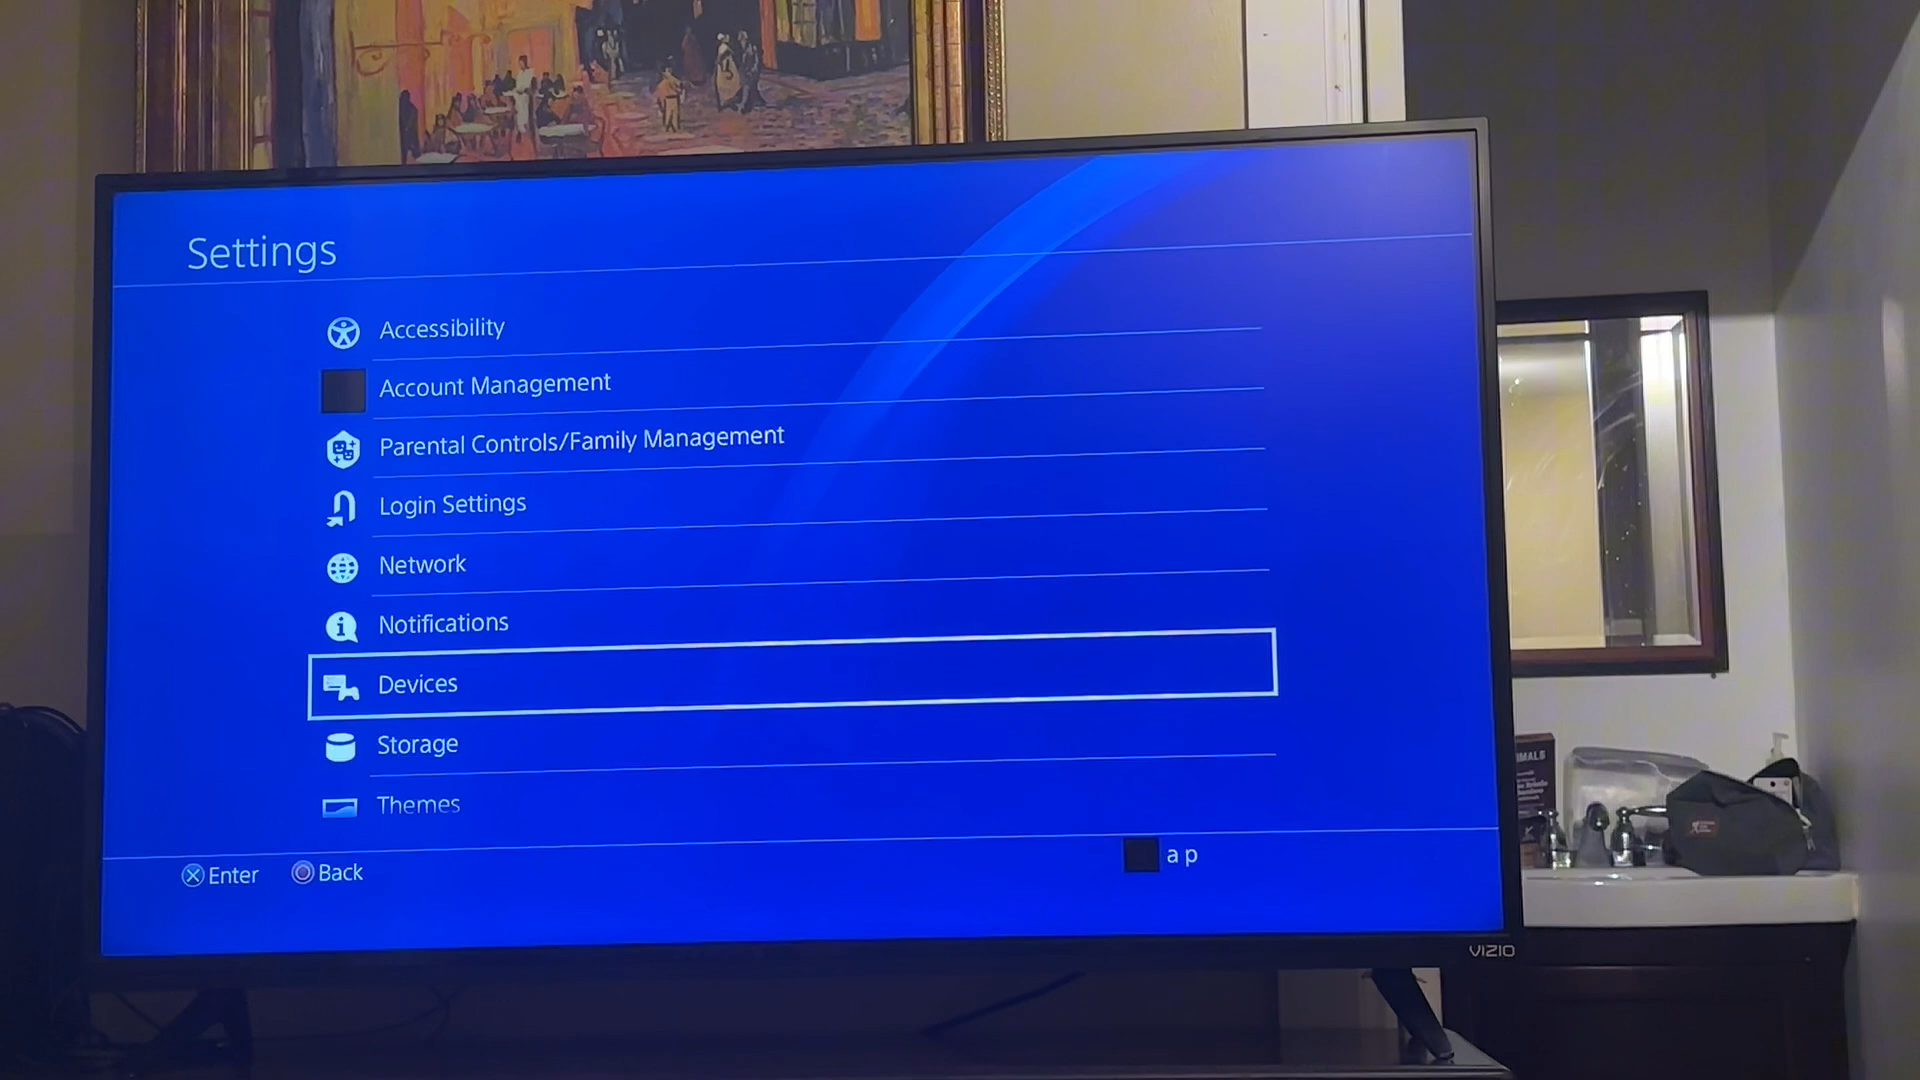 Settings
Accessibility
Account Management
Parental Controls/Family Management
Login Settings
Network
Notifications
Devices
Storage
Themes
Enter
Back
a p
VIZIO